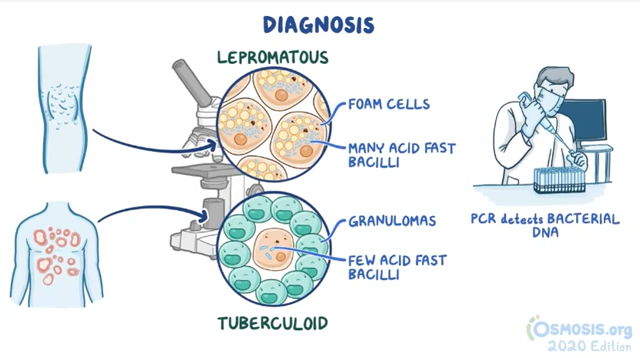 DIAGNOSIS
LEPROMATOUS
FOAM CELLS
MANY ACID FAST
BACILLI
GRANULOMAS
FEW ACID FAST
BACILLI
TUBERCULOID
PCR detects BACTERIAL
DNA
OSMOSIS.org
2020 Edition